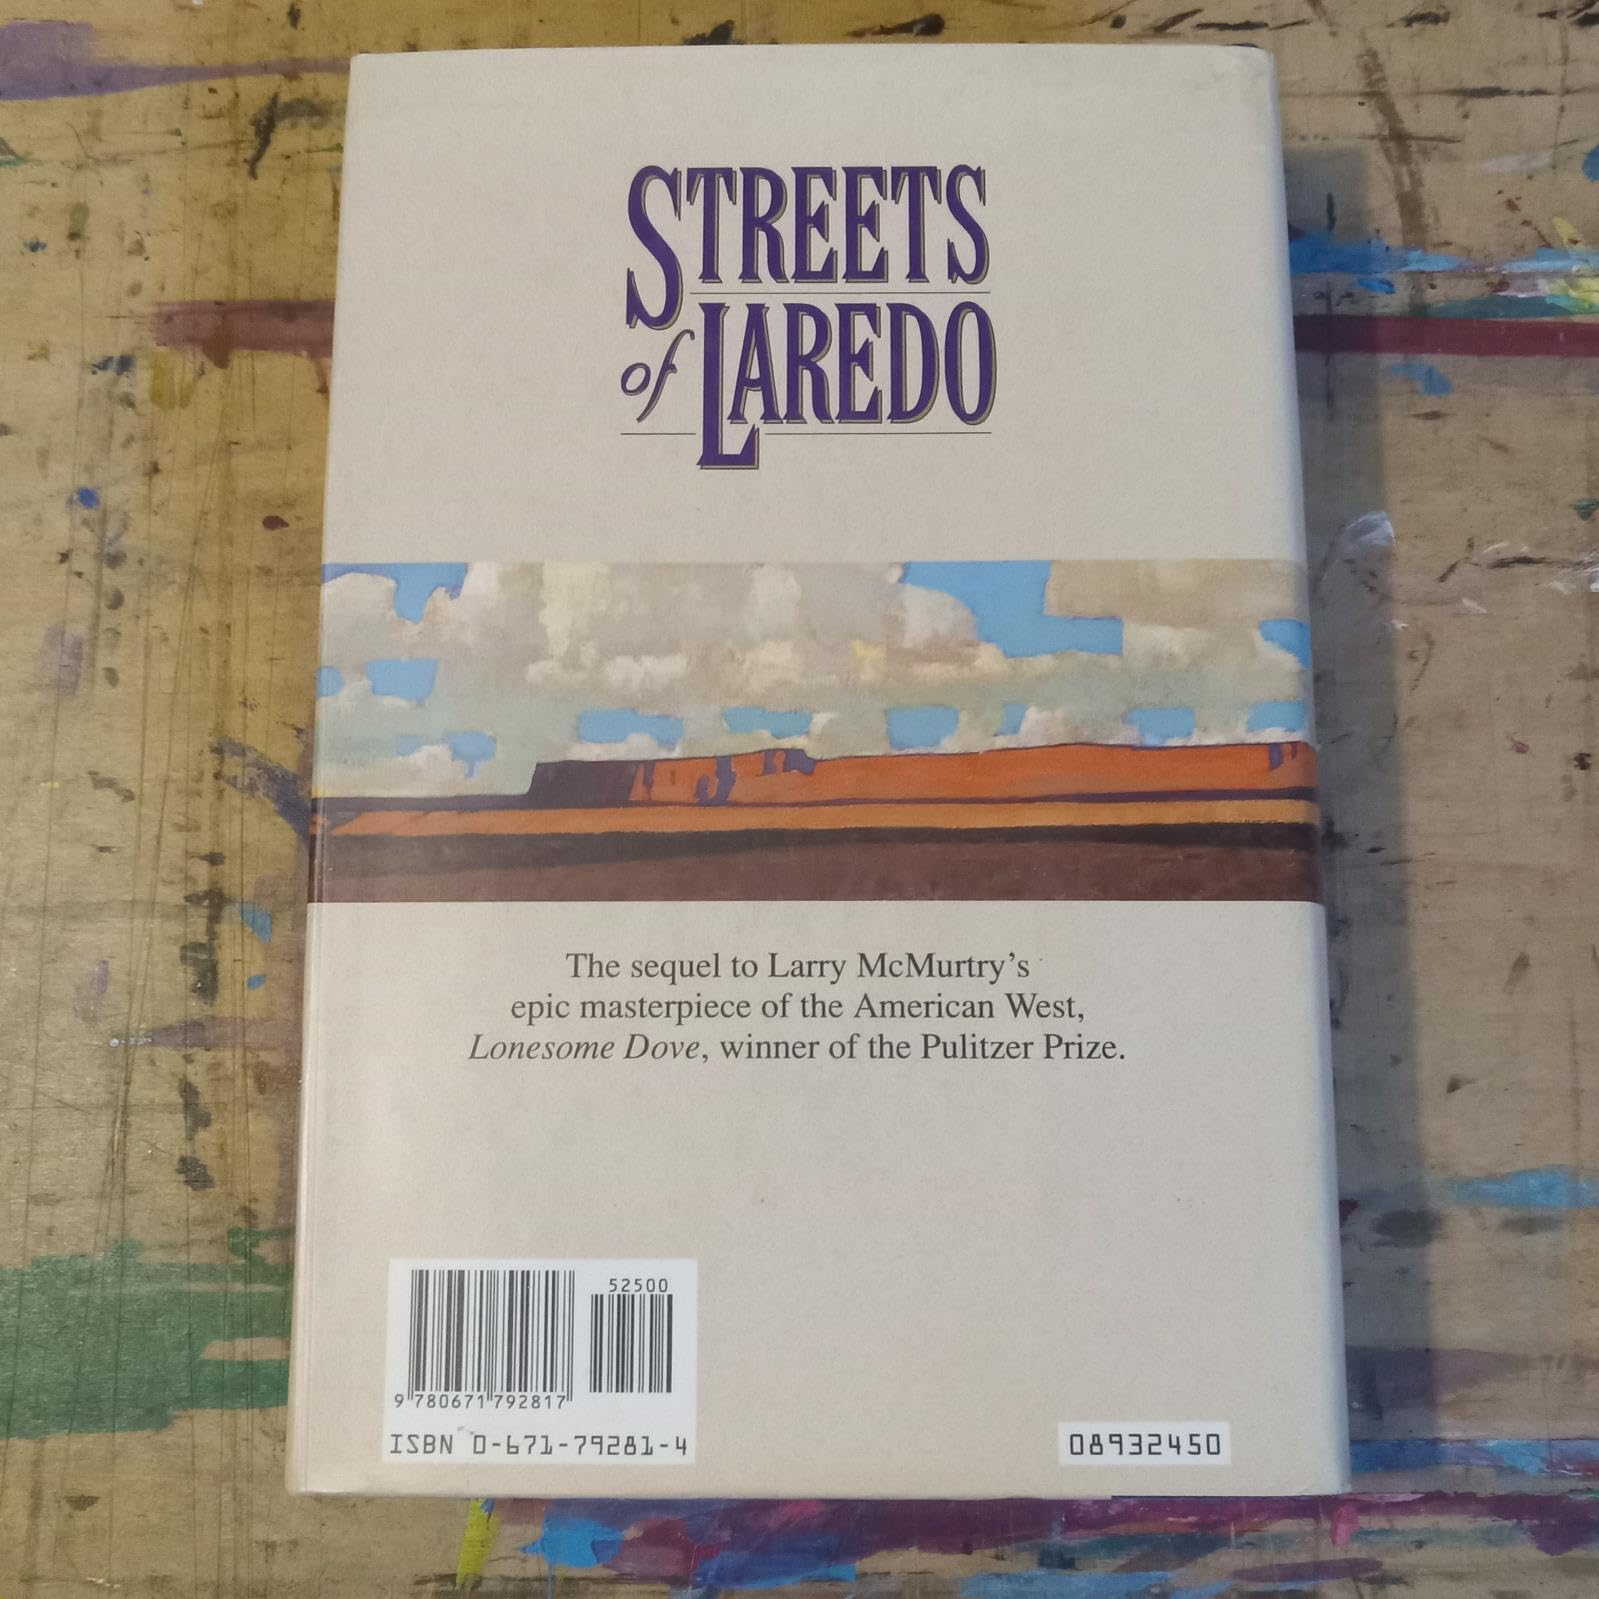 STREETS
of LAREDO
The sequel to Larry McMurtry's
epic masterpiece of the American West,
Lonesome Dove, winner of the Pulitzer Prize.
52500
9 780671 792817
ISBN 0-671-79281-4
08932450